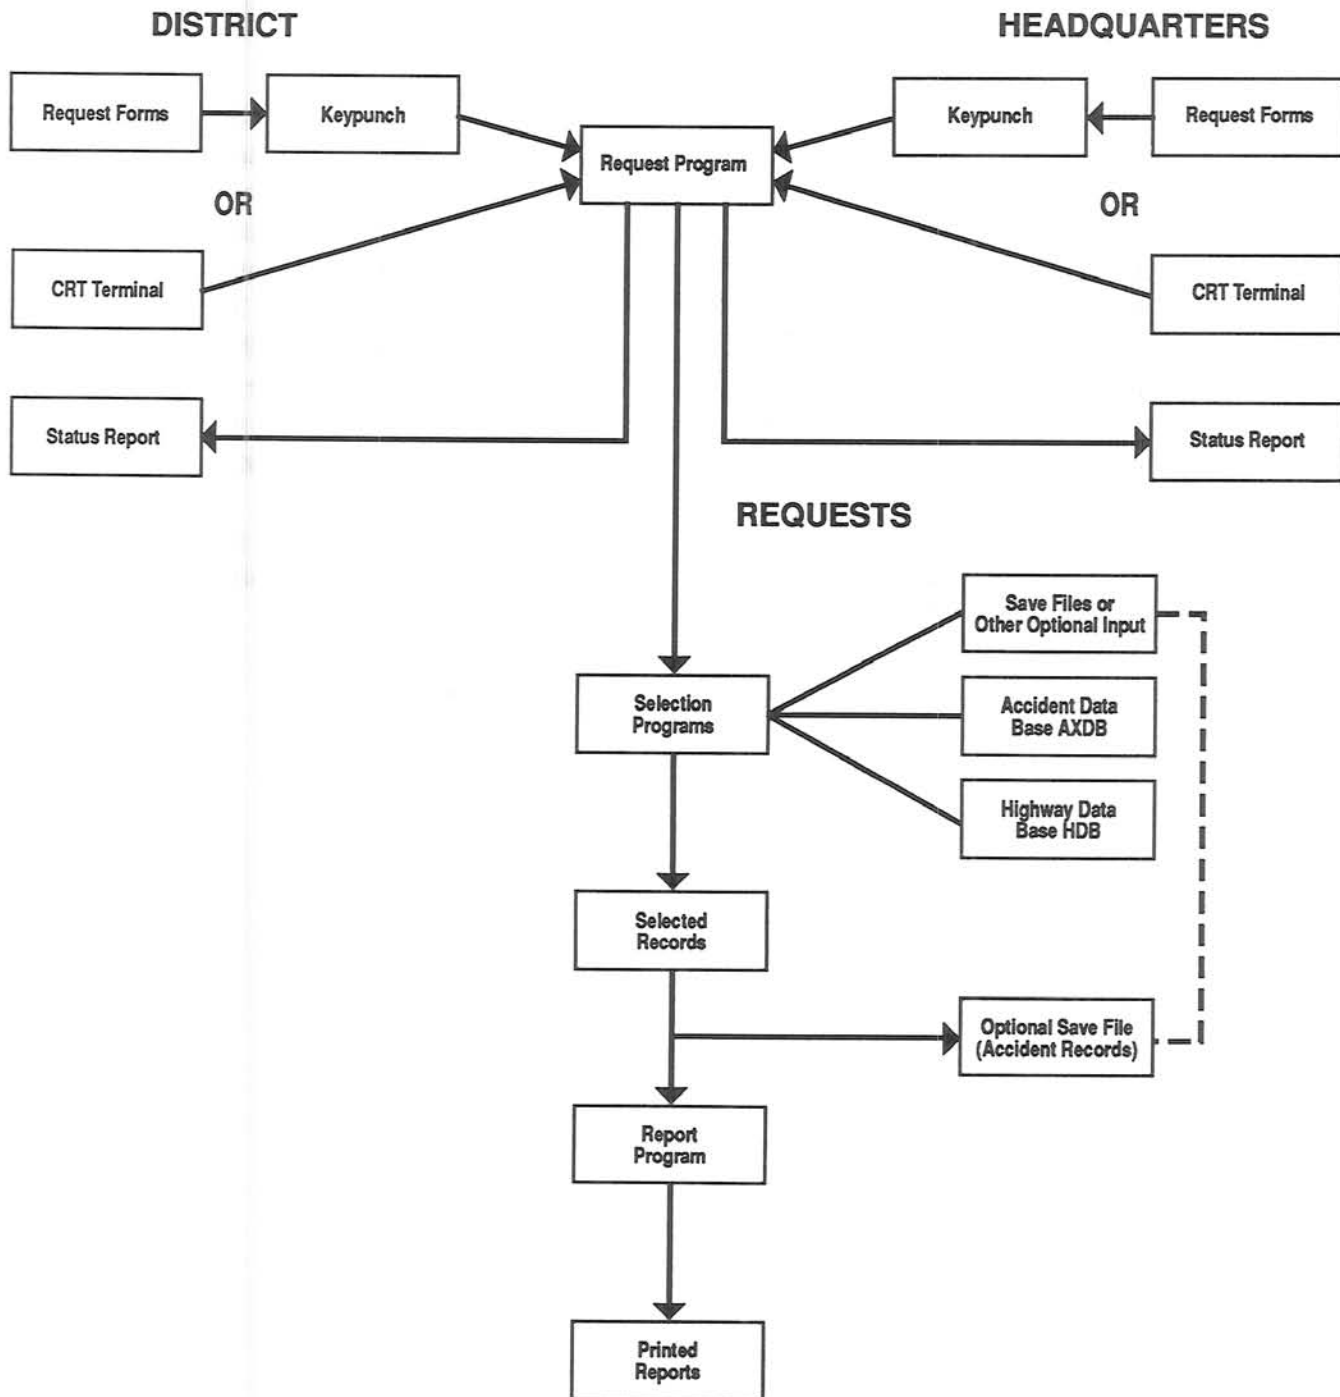 DISTRICT
HEADQUARTERS
Request Forms
Keypunch
Request Program
Keypunch
Request Forms
OR
OR
CRT Terminal
CRT Terminal
Status Report
Status Report
REQUESTS
Save Files or
Other Optional Input
Selection
Programs
Accident Data
Base AXDB
Highway Data
Base HDB
Selected
Records
Optional Save File
(Accident Records)
Report
Program
Printed
Reports